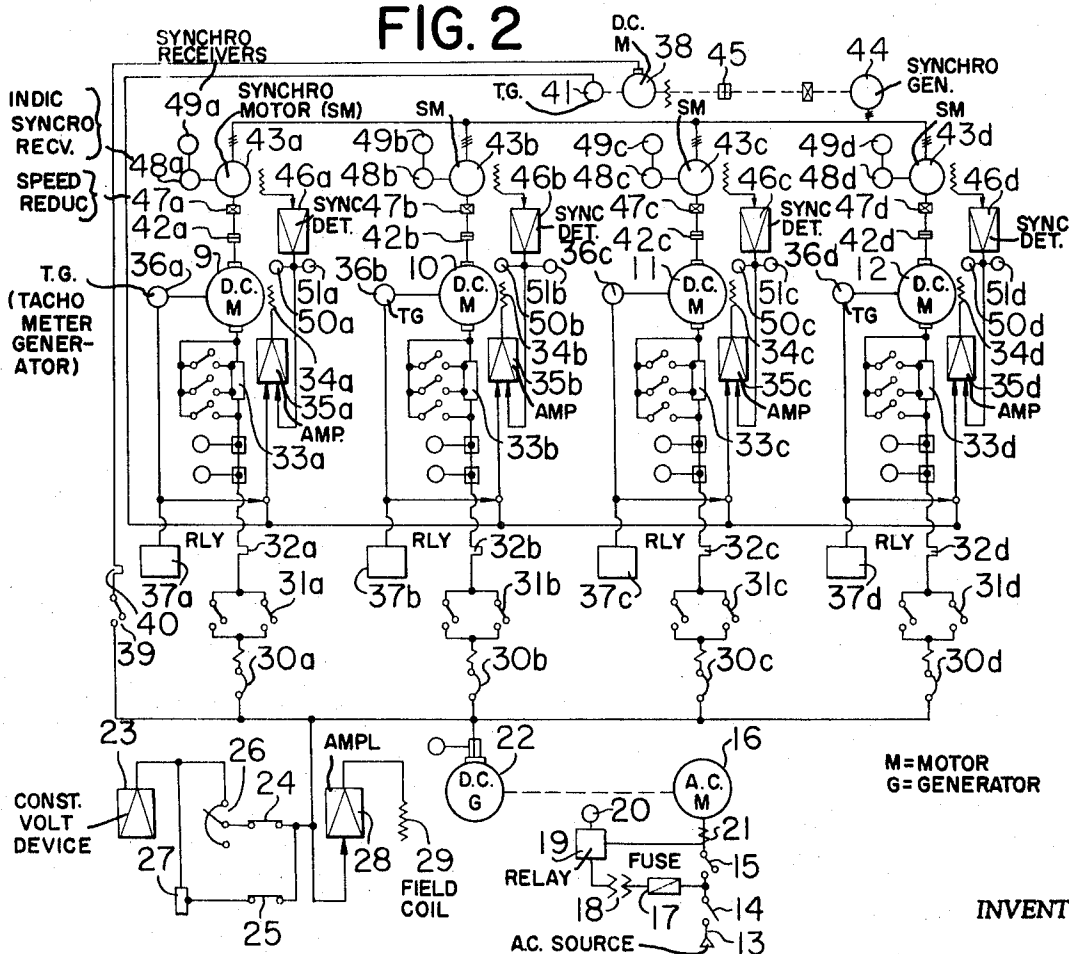 FIG. 2
SYNCHRO
RECEIVERS
D.C.
M
38
45
44
SYNCHRO
GEN.
T.G.
41
INDIC
SYNCRO
RECV.
49a
SYNCHRO
MOTOR (SM)
43a
49b
SM
43b
49c
SM
43c
49d
SM
43d
48a
48b
48c
48d
SPEED
REDUC
47a
46a
47b
46b
47c
46c
47d
46d
SYNC
DET.
SYNC
DET.
SYNC
DET.
SYNC
DET.
42a
42b
42c
42d
T.G.
(TACHO
METER
GENER-
ATOR)
36a
9
D.C.
M
51a
50a
36b
TG
10
D.C.
M
51b
50b
36c
11
D.C.
M
51c
50c
36d
TG
12
D.C.
M
51d
50d
34a
34b
34c
34d
35a
35b
35c
35d
AMP.
AMP
AMP
AMP
33a
33b
33c
33d
RLY
32a
RLY
32b
RLY
32c
RLY
32d
37a
31a
37b
31b
37c
31c
37d
31d
40
39
30a
30b
30c
30d
23
26
24
AMPL
22
D.C.
G
16
A.C.
M
M=MOTOR
G=GENERATOR
CONST.
VOLT
DEVICE
27
25
28
29
FIELD
COIL
20
19
RELAY
21
15
FUSE
18
17
14
13
A.C. SOURCE
INVENT